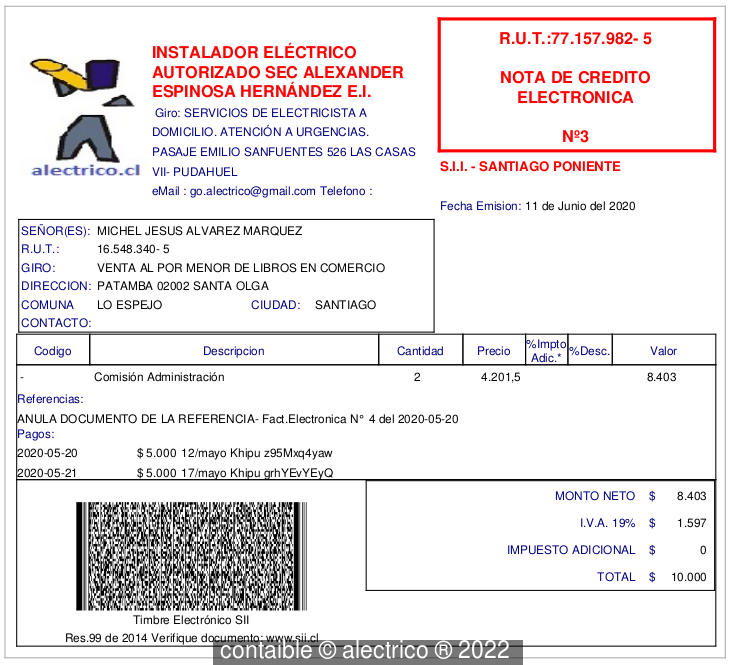 INSTALADOR ELÉCTRICO
AUTORIZADO SEC ALEXANDER
ESPINOSA HERNÁNDEZ E.I.
Giro: SERVICIOS DE ELECTRICISTA A
DOMICILIO. ATENCIÓN A URGENCIAS.
PASAJE EMILIO SANFUENTES 526 LAS CASAS
VII- PUDAHUEL
eMail : go.alectrico@gmail.com Telefono :
alectrico.cl
R.U.T.:77.157.982- 5
NOTA DE CREDITO
ELECTRONICA
Nº3
S.I.I. - SANTIAGO PONIENTE
Fecha Emision: 11 de Junio del 2020
SEÑOR(ES): MICHEL JESUS ALVAREZ MARQUEZ
R.U.T.: 16.548.340- 5
GIRO: VENTA AL POR MENOR DE LIBROS EN COMERCIO
DIRECCION: PATAMBA 02002 SANTA OLGA
COMUNA LO ESPEJO CIUDAD: SANTIAGO
CONTACTO:
Codigo Descripcion Cantidad Precio %Impto Adic.* %Desc. Valor
- Comisión Administración 2 4.201,5 8.403
Referencias:
ANULA DOCUMENTO DE LA REFERENCIA- Fact.Electronica N° 4 del 2020-05-20
Pagos:
2020-05-20 $ 5.000 12/mayo Khipu z95Mxq4yaw
2020-05-21 $ 5.000 17/mayo Khipu grhYEvYEyQ
MONTO NETO $ 8.403
I.V.A. 19% $ 1.597
IMPUESTO ADICIONAL $ 0
TOTAL $ 10.000
Timbre Electrónico SII
Res.99 de 2014 Verifique documento: www.sii.cl
contaible © alectrico ® 2022